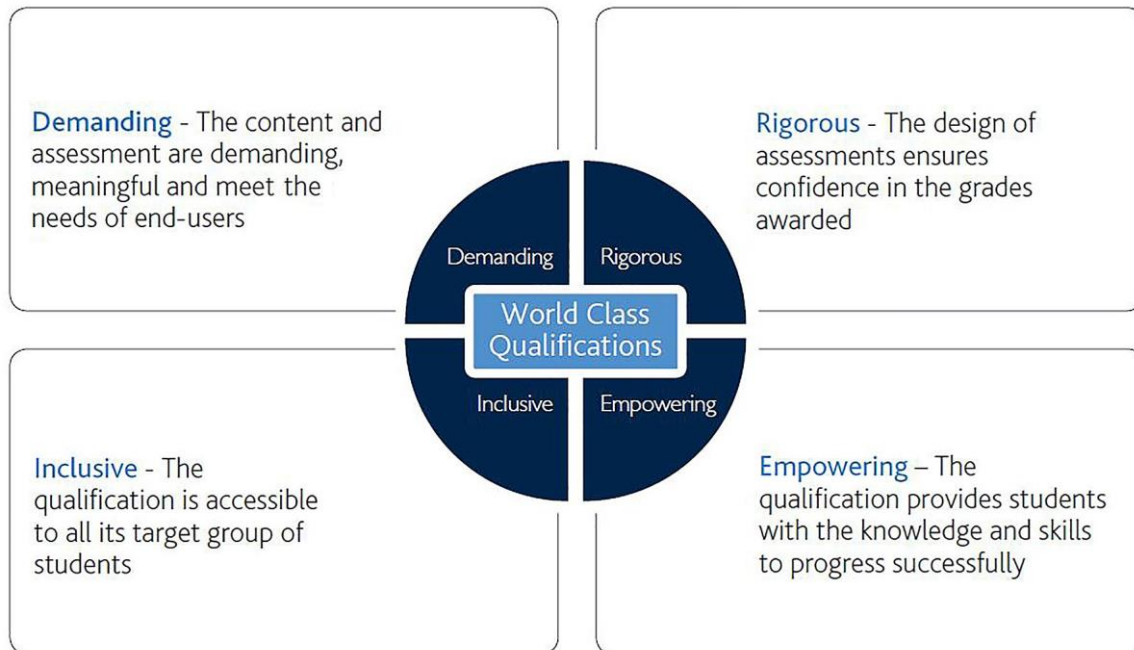 Demanding - The content and
assessment are demanding,
meaningful and meet the
needs of end-users
Rigorous - The design of
assessments ensures
confidence in the grades
awarded
Demanding
Rigorous
World Class
Qualifications
Inclusive
Empowering
Inclusive - The
qualification is accessible
to all its target group of
students
Empowering – The
qualification provides students
with the knowledge and skills
to progress successfully